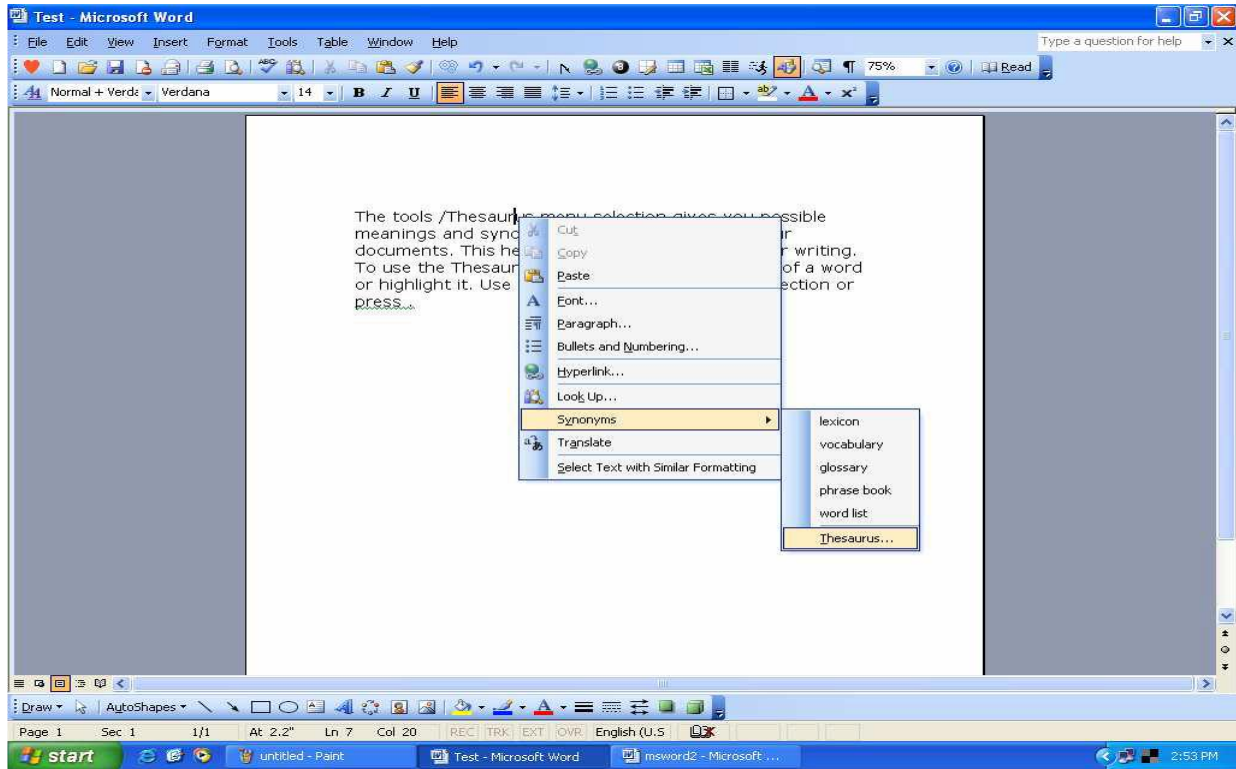 Test - Microsoft Word
File Edit View Insert Format Tools Table Window Help Type a question for help
75% Read
Normal + Verda Verdana 14 B I U
The tools /Thesaurus menu selection gives you possible
meanings and sync ur
documents. This he r writing.
To use the Thesaur of a word
or highlight it. Use ection or
press..
Cut
Copy
Paste
Font...
Paragraph...
Bullets and Numbering...
Hyperlink...
Look Up...
Synonyms
Translate
Select Text with Similar Formatting
lexicon
vocabulary
glossary
phrase book
word list
Thesaurus...
Draw AutoShapes
Page 1 Sec 1 1/1 At 2.2" Ln 7 Col 20 REC TRK EXT OVR English (U.S
start untitled - Paint Test - Microsoft Word msword2 - Microsoft ... 2:53 PM